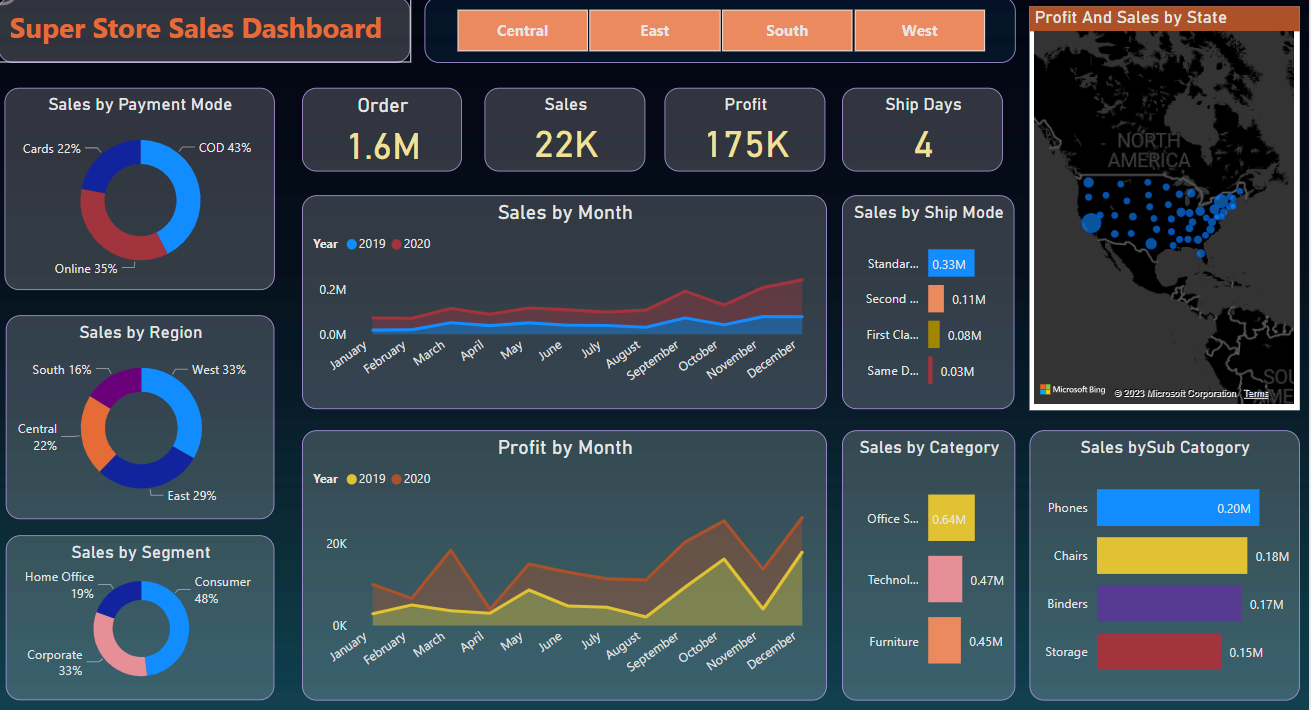 Super Store Sales Dashboard
Central
East
South
West
Profit And Sales by State
Sales by Payment Mode
Cards 22%
COD 43%
Online 35%
Order
1.6M
Sales
22K
Profit
175K
Ship Days
4
NORTH
AMERICA
SOU
AME
Microsoft Bing
© 2023 Microsoft Corporation
Terms
Sales by Month
Year
2019
2020
0.2M
0.0M
January
February
March
April
May
June
July
August
September
October
November
December
Sales by Ship Mode
Standar...
0.33M
Second ...
0.11M
First Cla...
0.08M
Same D...
0.03M
Sales by Region
South 16%
West 33%
Central
22%
East 29%
Profit by Month
Year
2019
2020
20K
0K
January
February
March
April
May
June
July
August
September
October
November
December
Sales by Category
Office S...
0.64M
Technol...
0.47M
Furniture
0.45M
Sales bySub Catogory
Phones
0.20M
Chairs
0.18M
Binders
0.17M
Storage
0.15M
Sales by Segment
Home Office
19%
Consumer
48%
Corporate
33%